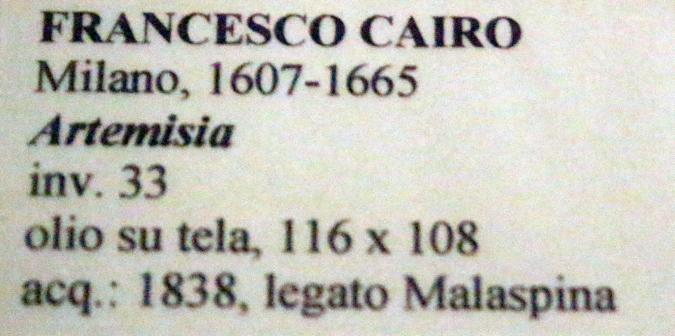 FRANCESCO CAIRO
Milano, 1607-1665
Artemisia
inv. 33
olio su tela, 116 x 108
acq.: 1838, legato Malaspina